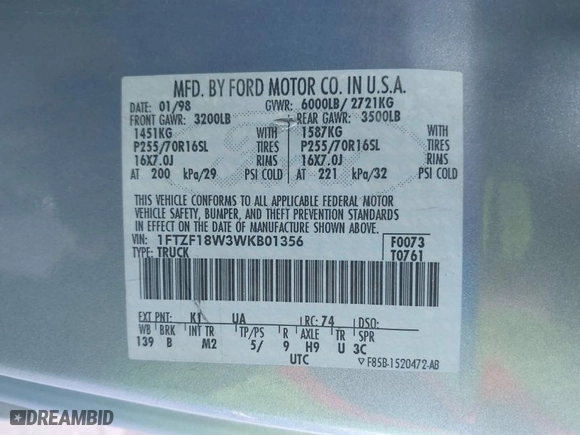 MFD. BY FORD MOTOR CO. IN U.S.A.
DATE: 01/98 GVWR: 6000LB/ 2721KG
FRONT GAWR: 3200LB REAR GAWR: 3500LB
1451KG WITH 1587KG WITH
P255/70R16SL TIRES P255/70R16SL TIRES
16X7.0J RIMS 16X7.0J RIMS
AT 200 kPa/29 PSI COLD AT 221 kPa/32 PSI COLD
THIS VEHICLE CONFORMS TO ALL APPLICABLE FEDERAL MOTOR
VEHICLE SAFETY, BUMPER, AND THEFT PREVENTION STANDARDS
IN EFFECT ON THE DATE OF MANUFACTURE SHOWN ABOVE.
VIN: 1FTZF18W3WKB01356 F0073
TYPE: TRUCK T0761
EXT PNT: K1 UA RC: 74 DSO:
WB BRK INT TR TP/PS R AXLE TR SPR
139 B M2 5/ 9 H9 U 3C
UTC F85B-1520472-AB
DREAMBID